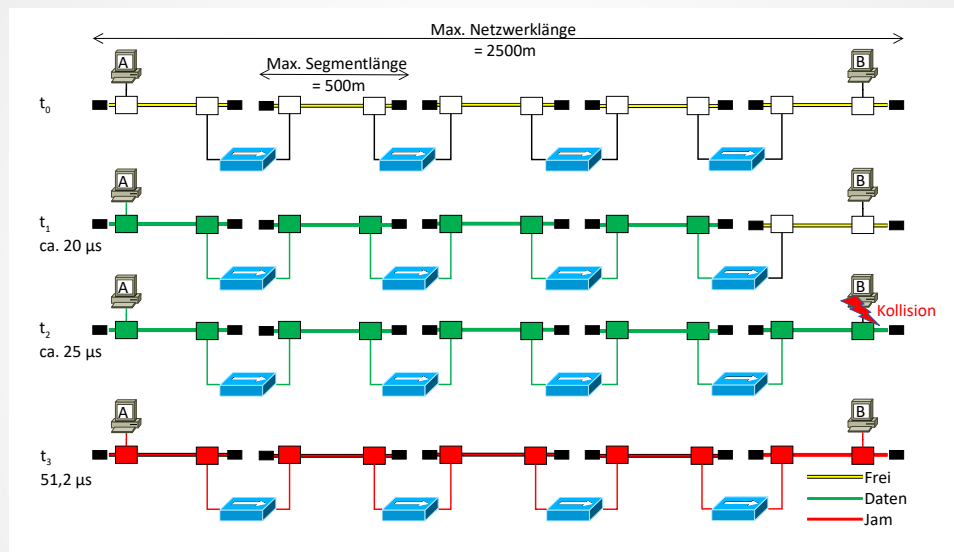 Max. Netzwerklänge
= 2500m
A
Max. Segmentlänge
= 500m
B
t0
A
B
t1
ca. 20 µs
A
B
Kollision
t2
ca. 25 µs
A
B
t3
51,2 µs
Frei
Daten
Jam